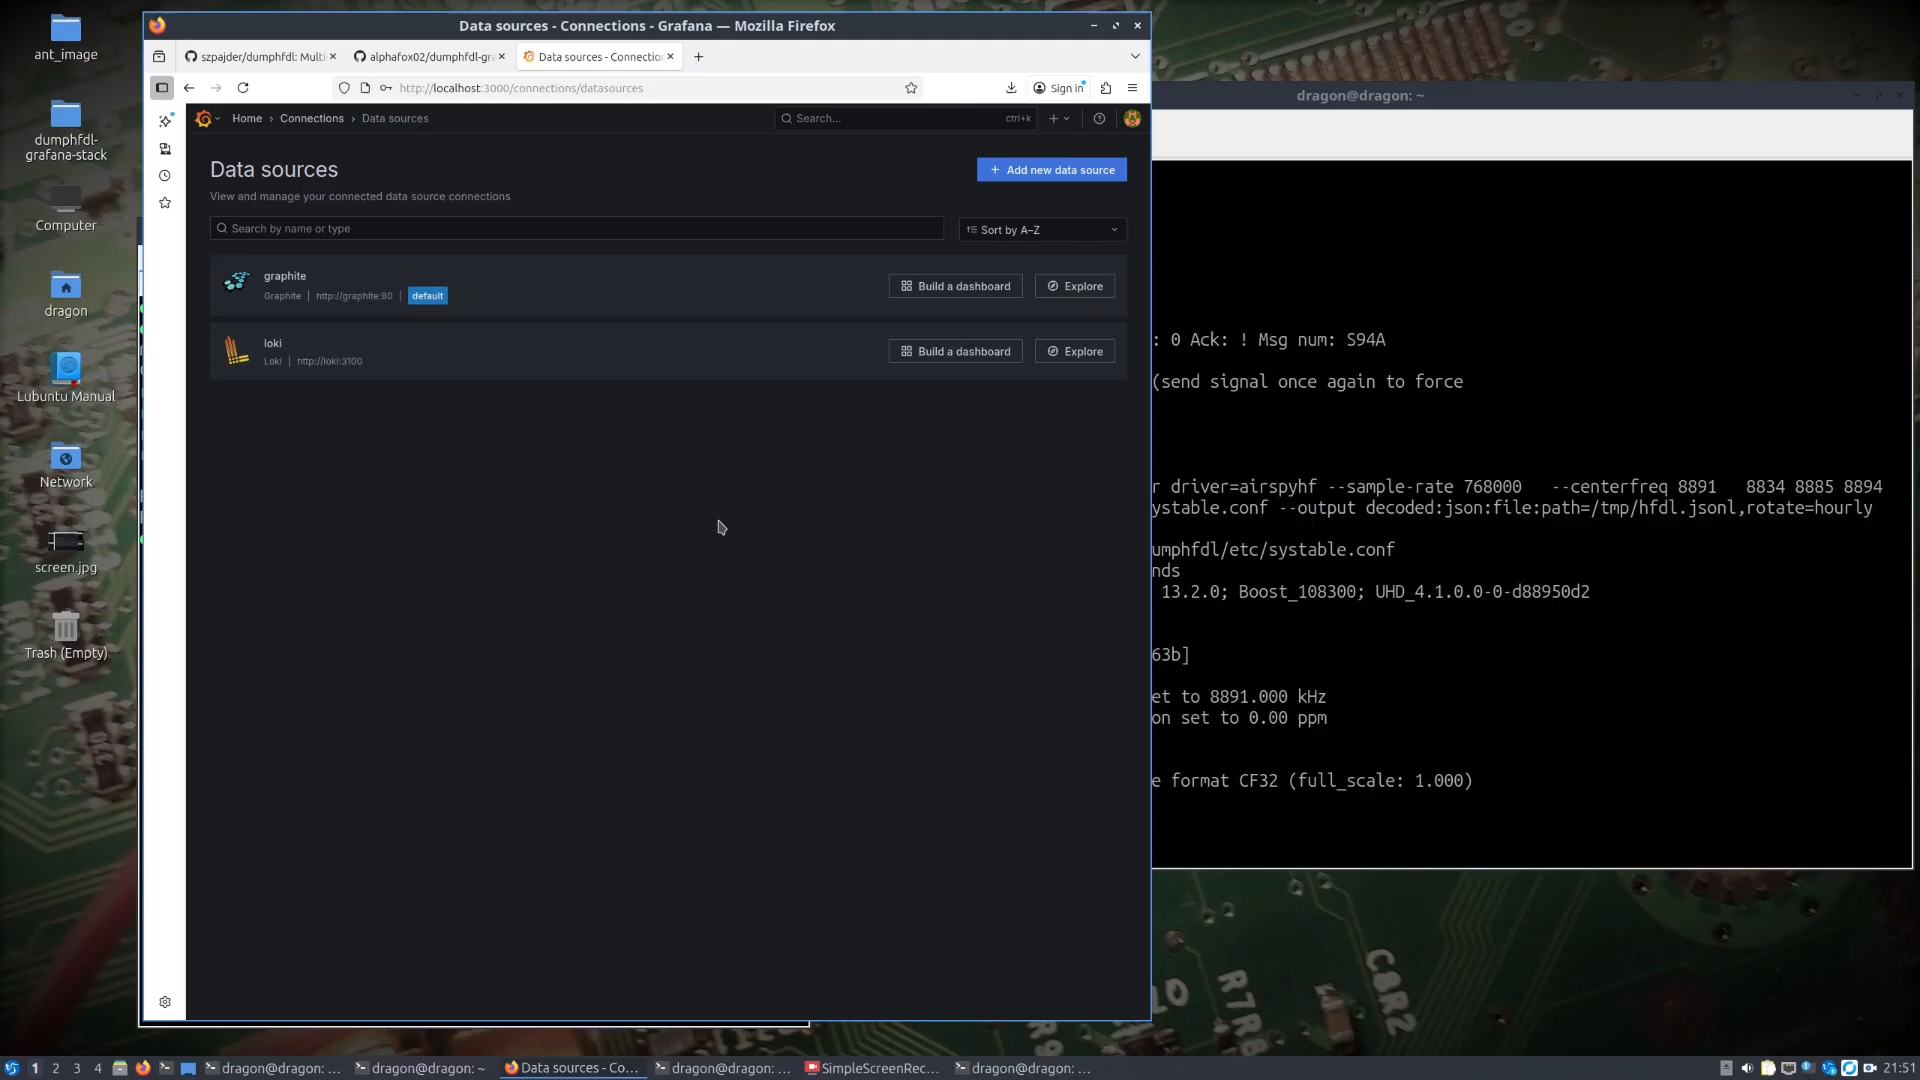 ant_image
dumphfdl-
grafana-stack
Computer
dragon
Lubuntu Manual
Network
screen.jpg
Trash (Empty)
Data sources - Connections - Grafana — Mozilla Firefox
szpajder/dumphfdl: Multi
alphafox02/dumphfdl-gr
Data sources - Connectio
http://localhost:3000/connections/datasources
Sign in
Home › Connections › Data sources
Search...
ctrl+k
Data sources
Add new data source
View and manage your connected data source connections
Search by name or type
Sort by A–Z
graphite
Graphite | http://graphite:80 | default
Build a dashboard
Explore
loki
Loki | http://loki:3100
Build a dashboard
Explore
dragon@dragon: ~
: 0 Ack: ! Msg num: S94A
(send signal once again to force
r driver=airspyhf --sample-rate 768000 --centerfreq 8891 8834 8885 8894
ystable.conf --output decoded:json:file:path=/tmp/hfdl.jsonl,rotate=hourly
umphfdl/etc/systable.conf
nds
13.2.0; Boost_108300; UHD_4.1.0.0-0-d88950d2
63b]
et to 8891.000 kHz
on set to 0.00 ppm
e format CF32 (full_scale: 1.000)
C8R2
R7R8
1 2 3 4
dragon@dragon: ...
dragon@dragon: ~
Data sources - Co...
dragon@dragon: ...
SimpleScreenRec...
dragon@dragon: ...
21:51